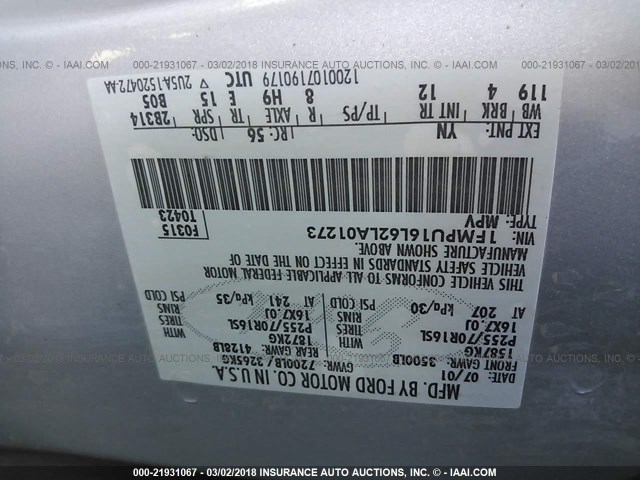 000-21931067 - 03/02/2018 INSURANCE AUTO AUCTIONS - © - IAAI.COM
MFD. BY FORD MOTOR CO. IN U.S.A.
07/01 GVWR: 7200LB/3265KG
FRONT GAWR: 3500LB REAR GAWR: 4128LB
1587KG 1872KG
P255/70R16SL WITH TIRES P255/70R16SL WITH TIRES
16X7.0J RIMS 16X7.0J RIMS
AT 207 kPa/30 PSI COLD AT 241 kPa/35 PSI COLD
THIS VEHICLE CONFORMS TO ALL APPLICABLE FEDERAL MOTOR
VEHICLE SAFETY STANDARDS IN EFFECT ON THE DATE OF
MANUFACTURE SHOWN ABOVE.
VIN: 1FMPU16L62LA01273 F0315
TYPE: MPV T0423
EXT PNT: YN RC: 56 DSO:
WB BRK INT TR TP/PS R AXLE TR SPR 2B314
119 4 12 8 H9 E 15 B05
1200107190179 UTC ▽ 2U5A-1520472-AA
000-21931067 - 03/02/2018 INSURANCE AUTO AUCTIONS - © - IAAI.COM